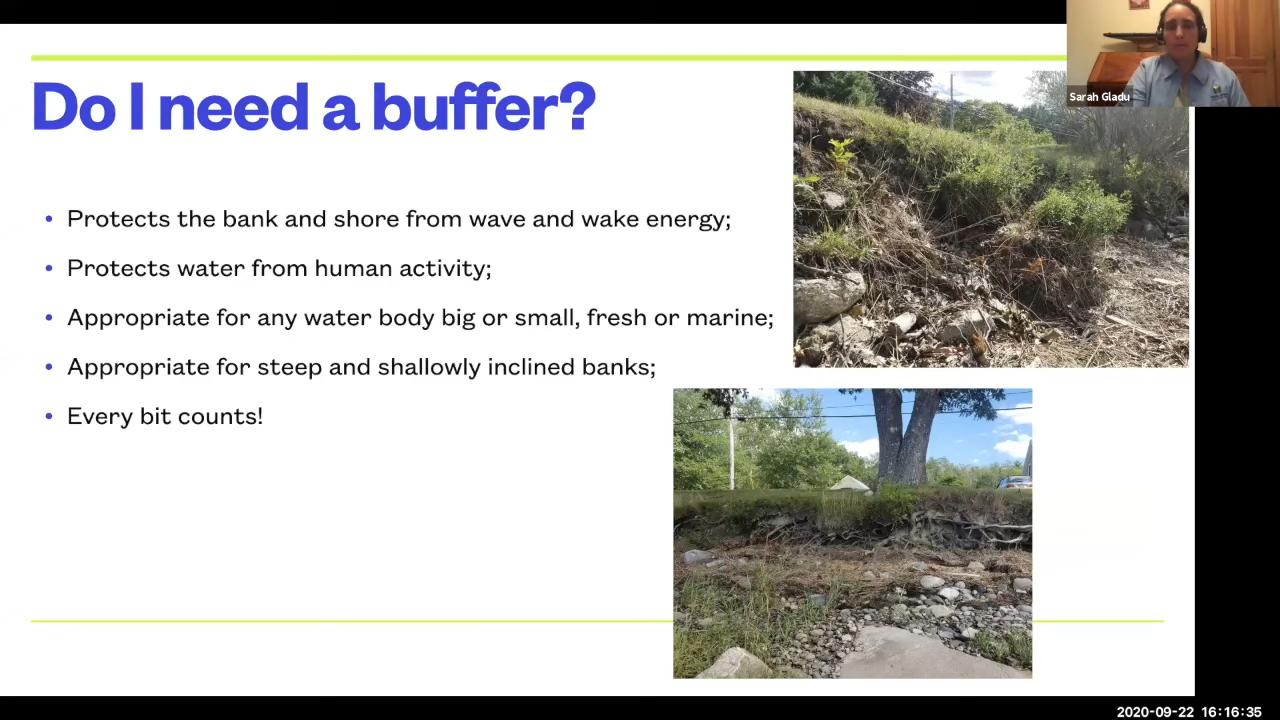 Do I need a buffer?
Sarah Gladu
Protects the bank and shore from wave and wake energy;
Protects water from human activity;
Appropriate for any water body big or small, fresh or marine;
Appropriate for steep and shallowly inclined banks;
Every bit counts!
2020-09-22 16:16:35